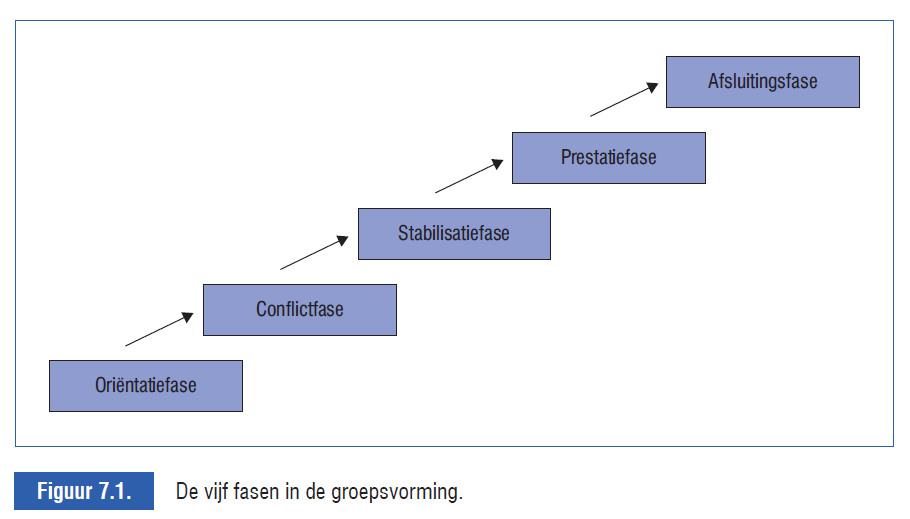 Afsluitingsfase
Prestatiefase
Stabilisatiefase
Conflictfase
Oriëntatiefase
Figuur 7.1. De vijf fasen in de groepsvorming.